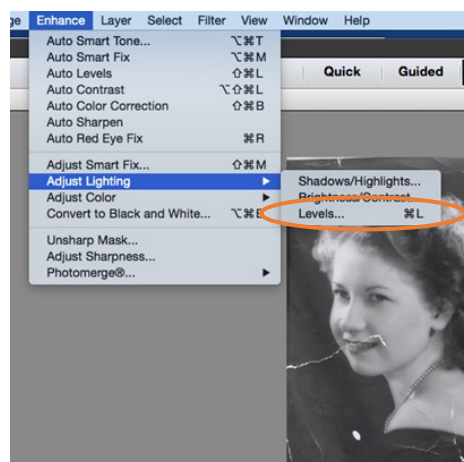 ge Enhance Layer Select Filter View Window Help
Auto Smart Tone... ⌥⌘T
Auto Smart Fix ⌥⌘M
Auto Levels ⇧⌘L
Auto Contrast ⌥⇧⌘L
Auto Color Correction ⇧⌘B
Auto Sharpen
Auto Red Eye Fix ⌘R
Adjust Smart Fix... ⇧⌘M
Adjust Lighting ▶
Adjust Color ▶
Convert to Black and White... ⌥⌘B
Unsharp Mask...
Adjust Sharpness...
Photomerge®... ▶
Quick Guided
Shadows/Highlights...
Brightness/Contrast...
Levels... ⌘L